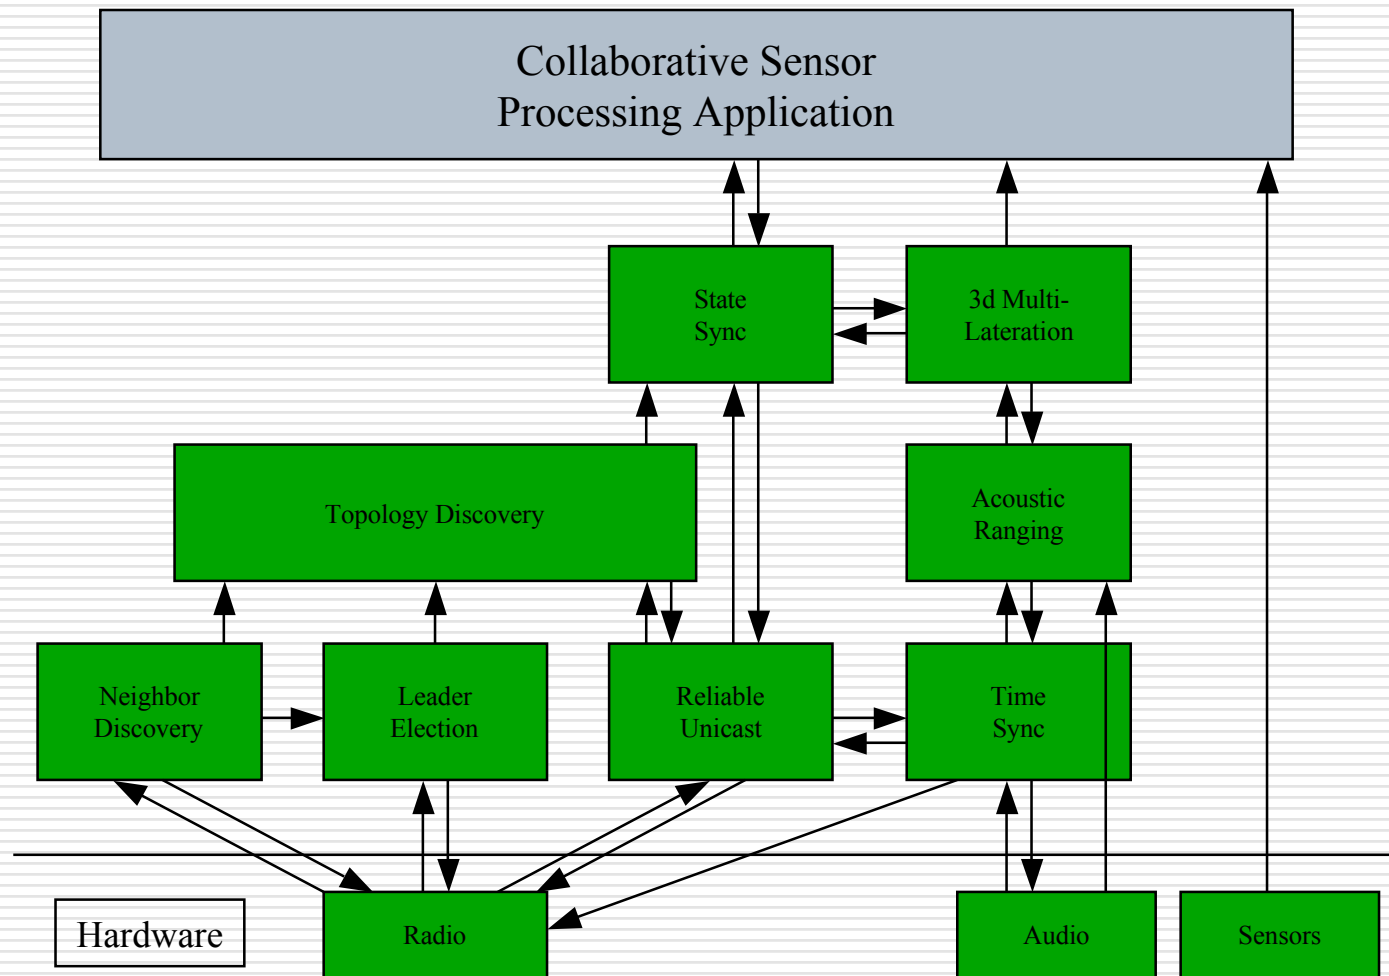 Collaborative Sensor
Processing Application
State
Sync
3d Multi-
Lateration
Topology Discovery
Acoustic
Ranging
Neighbor
Discovery
Leader
Election
Reliable
Unicast
Time
Sync
Hardware
Radio
Audio
Sensors